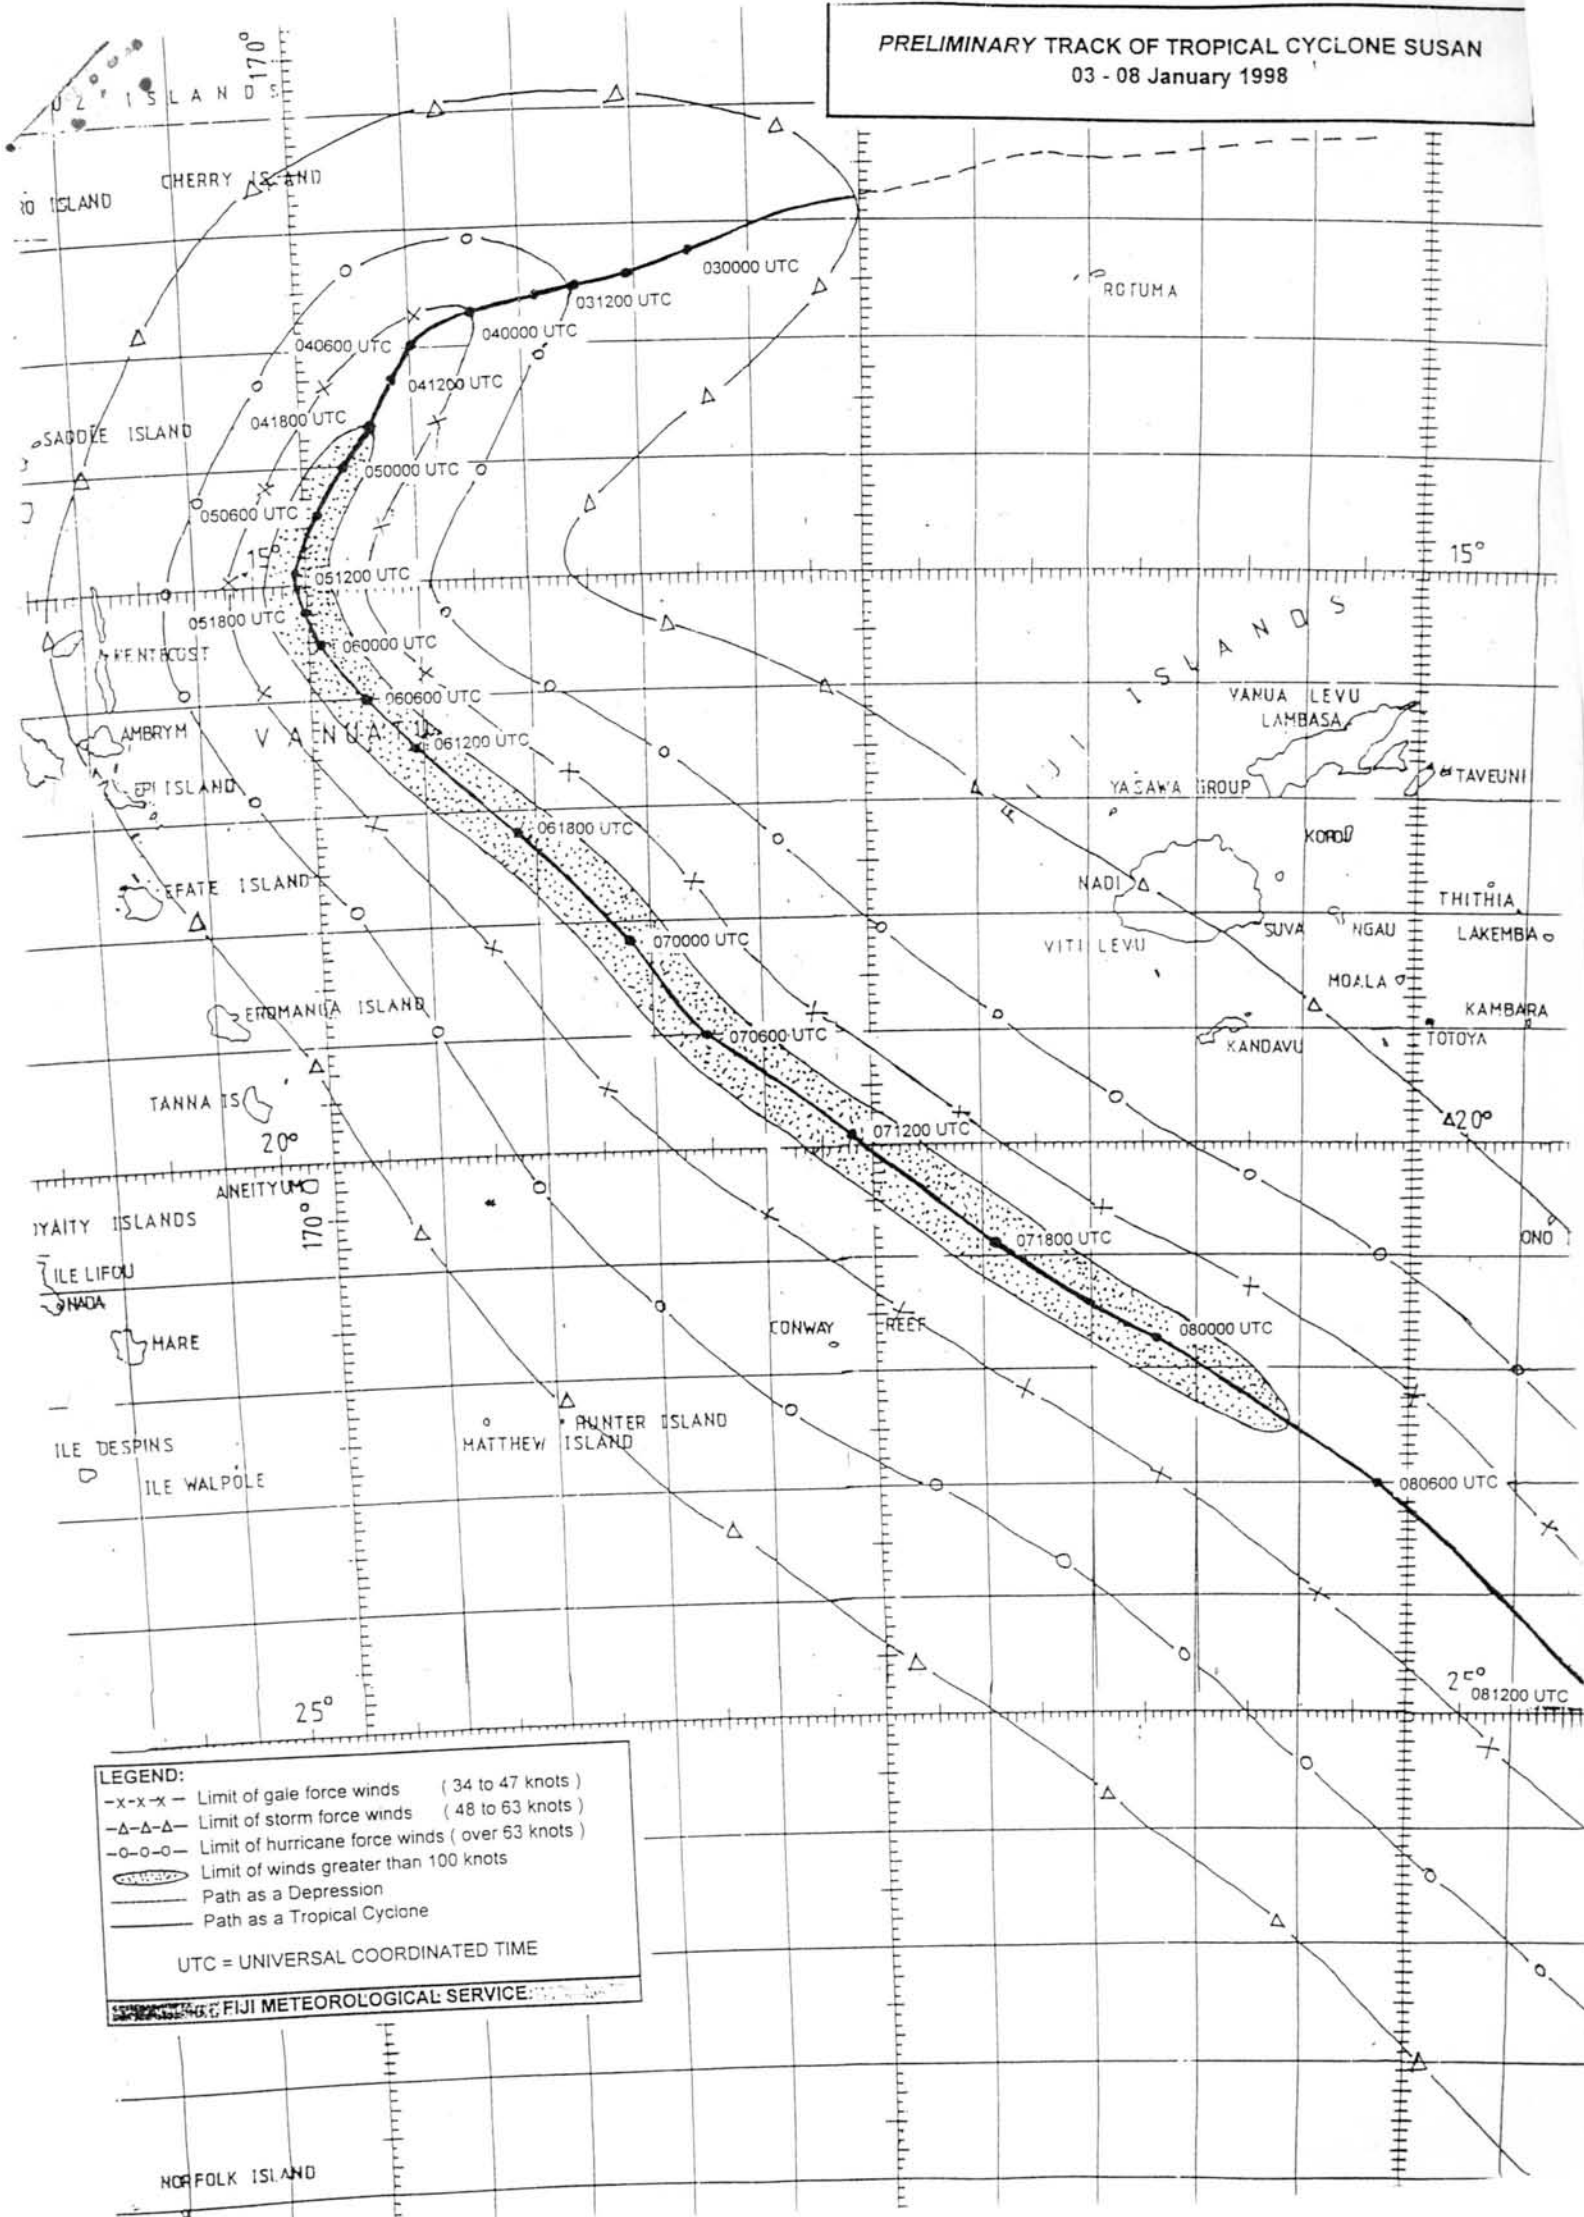 PRELIMINARY TRACK OF TROPICAL CYCLONE SUSAN
03 - 08 January 1998
170°
ISLANDS
CHERRY ISLAND
RO ISLAND
030000 UTC
ROTUMA
031200 UTC
040000 UTC
040600 UTC
041200 UTC
041800 UTC
SADDLE ISLAND
050000 UTC
050600 UTC
15°
15°
051200 UTC
051800 UTC
060000 UTC
PENTECOST
060600 UTC
FIJI ISLANDS
VANUA LEVU
LAMBASA
AMBRYM
VANUATU
061200 UTC
TAVEUNI
EPI ISLAND
YASAWA GROUP
061800 UTC
KORO
EFATE ISLAND
NADI
THITHIA
SUVA
NGAU
LAKEMBA
070000 UTC
VITI LEVU
MOALA
EROMANGA ISLAND
KAMBARA
070600 UTC
KANDAVU
TOTOYA
TANNA IS
071200 UTC
20°
20°
ANEITYUM
170°
YAITY ISLANDS
071800 UTC
ONO
ILE LIFOU
CONWAY REEF
080000 UTC
MARE
HUNTER ISLAND
MATTHEW ISLAND
ILE DESPINS
ILE WALPOLE
080600 UTC
25°
25°
081200 UTC
LEGEND:
-x-x-x- Limit of gale force winds ( 34 to 47 knots )
-Δ-Δ-Δ- Limit of storm force winds ( 48 to 63 knots )
-o-o-o- Limit of hurricane force winds ( over 63 knots )
Limit of winds greater than 100 knots
Path as a Depression
Path as a Tropical Cyclone
UTC = UNIVERSAL COORDINATED TIME
FIJI METEOROLOGICAL SERVICE
NORFOLK ISLAND